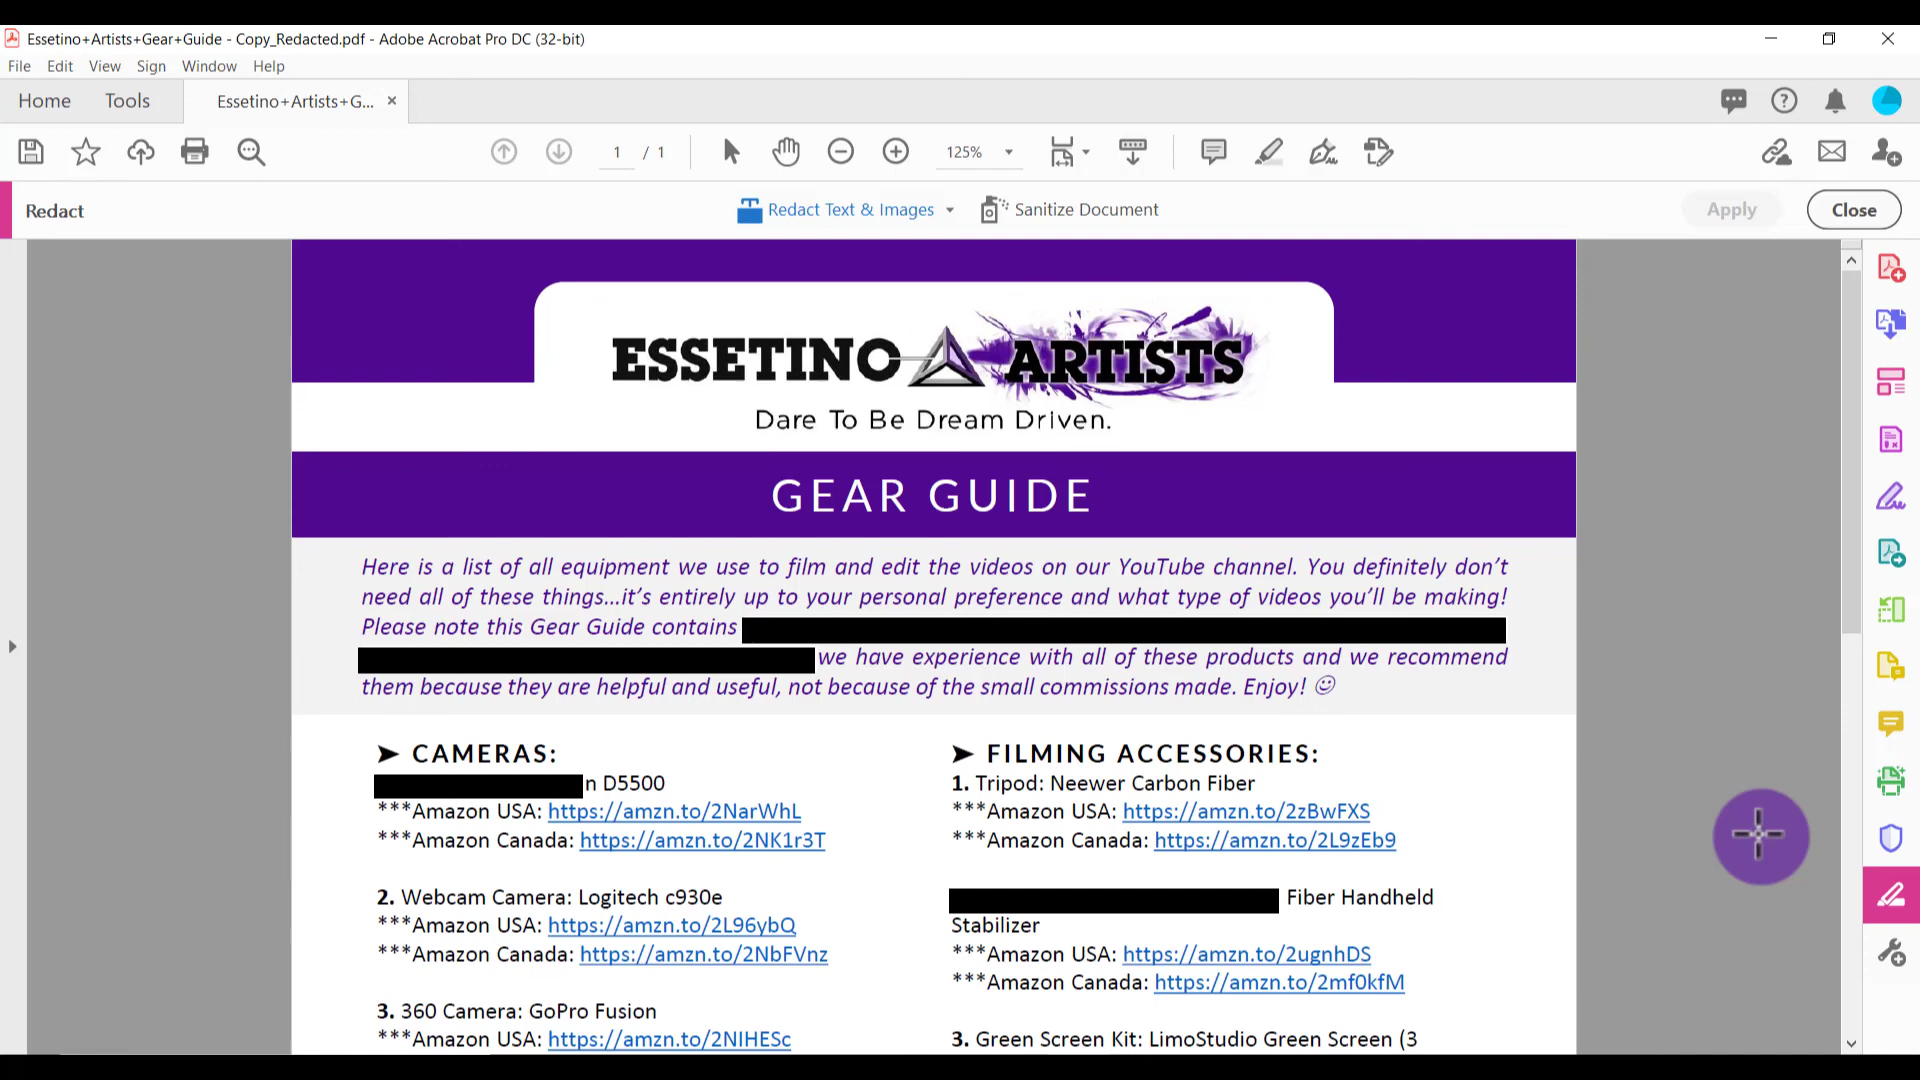 Essetino+Artists+Gear+Guide - Copy_Redacted.pdf - Adobe Acrobat Pro DC (32-bit)
File Edit View Sign Window Help
Home Tools Essetino+Artists+G... ×
1 / 1 125%
Redact Redact Text & Images Sanitize Document Apply Close
ESSETINO ARTISTS
Dare To Be Dream Driven.
GEAR GUIDE
Here is a list of all equipment we use to film and edit the videos on our YouTube channel. You definitely don’t
need all of these things...it’s entirely up to your personal preference and what type of videos you’ll be making!
Please note this Gear Guide contains
we have experience with all of these products and we recommend
them because they are helpful and useful, not because of the small commissions made. Enjoy! ☺
➤ CAMERAS:
n D5500
***Amazon USA: https://amzn.to/2NarWhL
***Amazon Canada: https://amzn.to/2NK1r3T
2. Webcam Camera: Logitech c930e
***Amazon USA: https://amzn.to/2L96ybQ
***Amazon Canada: https://amzn.to/2NbFVnz
3. 360 Camera: GoPro Fusion
***Amazon USA: https://amzn.to/2NIHESc
➤ FILMING ACCESSORIES:
1. Tripod: Neewer Carbon Fiber
***Amazon USA: https://amzn.to/2zBwFXS
***Amazon Canada: https://amzn.to/2L9zEb9
Fiber Handheld
Stabilizer
***Amazon USA: https://amzn.to/2ugnhDS
***Amazon Canada: https://amzn.to/2mf0kfM
3. Green Screen Kit: LimoStudio Green Screen (3